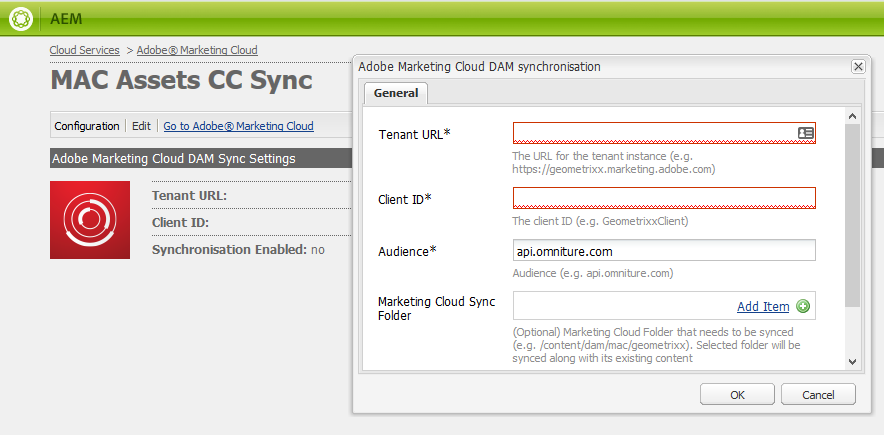 AEM
Cloud Services > Adobe® Marketing Cloud
MAC Assets CC Sync
Configuration Edit Go to Adobe® Marketing Cloud
Adobe Marketing Cloud DAM Sync Settings
Tenant URL:
Client ID:
Synchronisation Enabled: no
Adobe Marketing Cloud DAM synchronisation
General
Tenant URL*
The URL for the tenant instance (e.g.
https://geometrixx.marketing.adobe.com)
Client ID*
The client ID (e.g. GeometrixxClient)
Audience*
api.omniture.com
Audience (e.g. api.omniture.com)
Marketing Cloud Sync
Folder
Add Item
(Optional) Marketing Cloud Folder that needs to be synced
(e.g. /content/dam/mac/geometrixx). Selected folder will be
synced along with its existing content
OK
Cancel